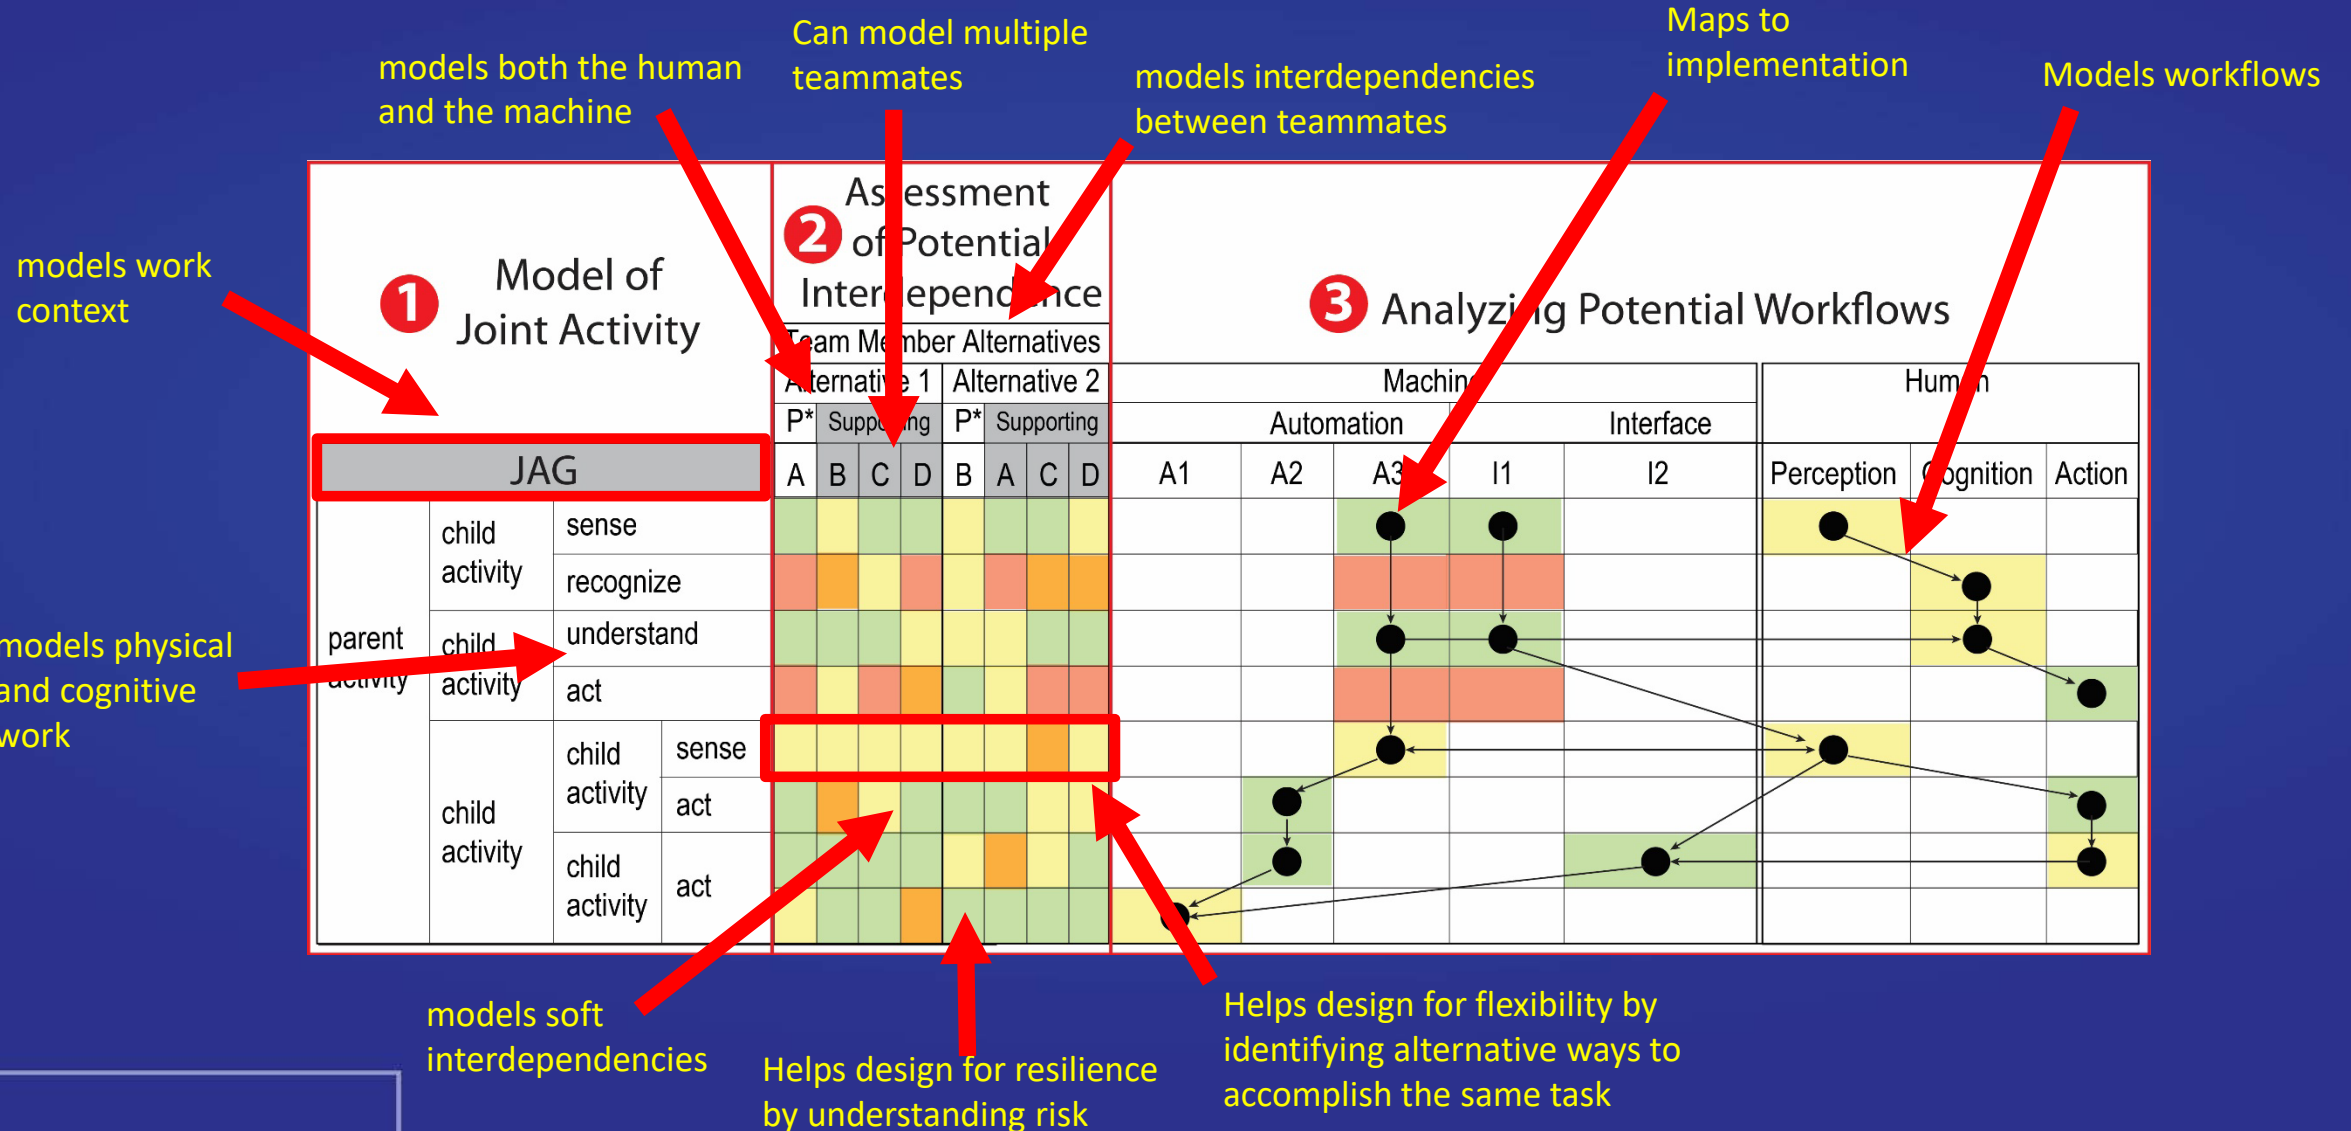 Can model multiple
teammates
Maps to
implementation
models both the human
and the machine
models interdependencies
between teammates
Models workflows
models work
context
models physical
and cognitive
work
1
Model of
Joint Activity
2
Assessment
of Potential
Interdependence
Team Member Alternatives
3 Analyzing Potential Workflows
Alternative 1 Alternative 2 Machine Human
P* Supporting P* Supporting Automation Interface
JAG A B C D B A C D A1 A2 A3 I1 I2 Perception Cognition Action
parent
activity
child
activity
sense
recognize
child
activity
understand
act
child
activity
child
activity
sense
act
child
activity
act
models soft
interdependencies
Helps design for resilience
by understanding risk
Helps design for flexibility by
identifying alternative ways to
accomplish the same task